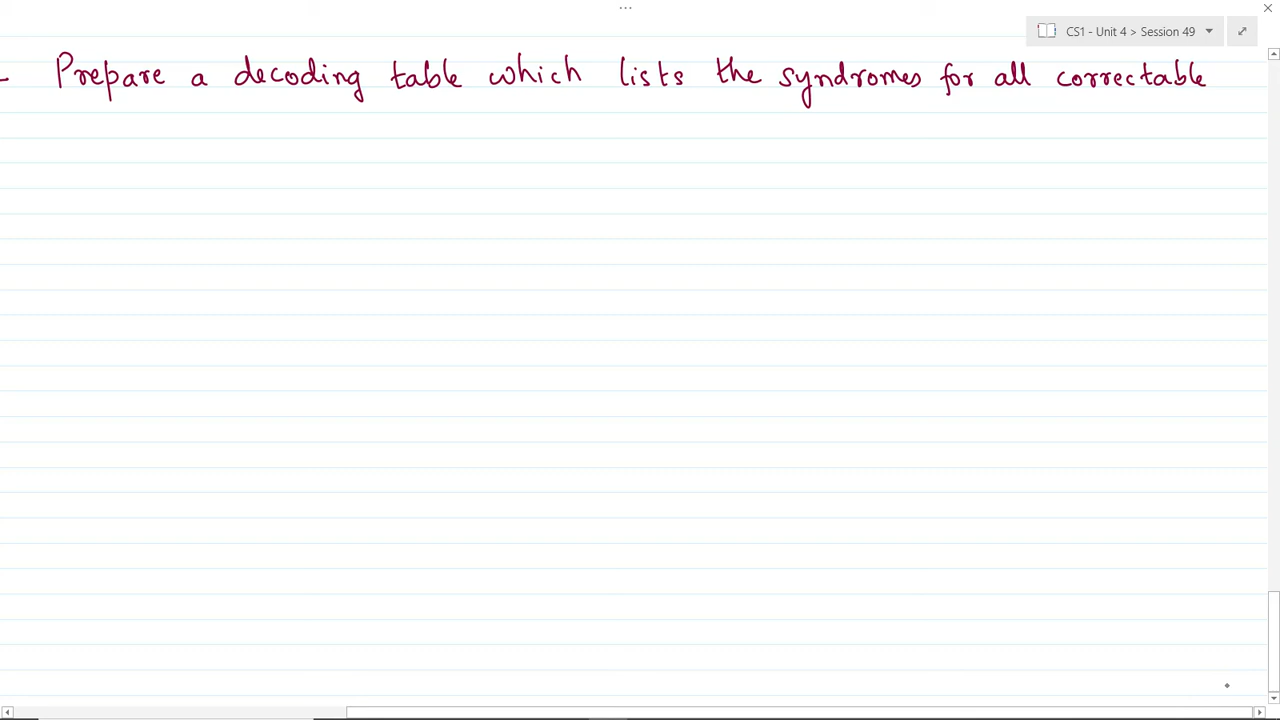 ...
CS1 - Unit 4 > Session 49
- Prepare a decoding table which lists the syndromes for all correctable